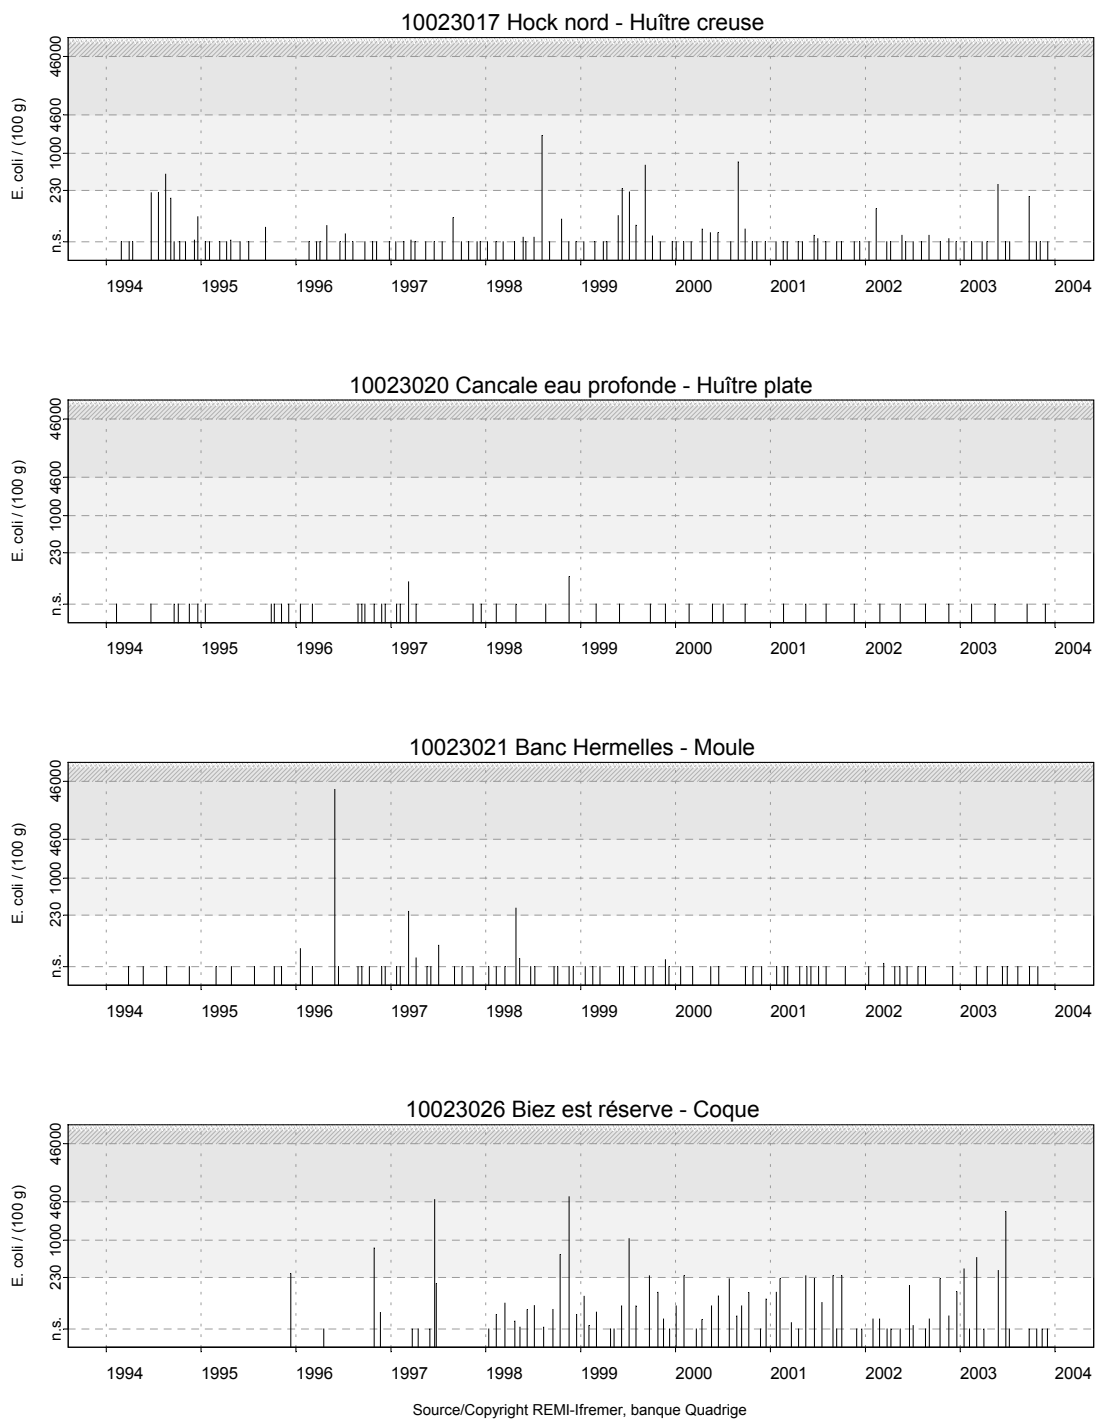 10023017 Hock nord - Huître creuse
E. coli / (100 g)
46000
4600
1000
230
n.s.
1994 1995 1996 1997 1998 1999 2000 2001 2002 2003 2004
10023020 Cancale eau profonde - Huître plate
E. coli / (100 g)
46000
4600
1000
230
n.s.
1994 1995 1996 1997 1998 1999 2000 2001 2002 2003 2004
10023021 Banc Hermelles - Moule
E. coli / (100 g)
46000
4600
1000
230
n.s.
1994 1995 1996 1997 1998 1999 2000 2001 2002 2003 2004
10023026 Biez est réserve - Coque
E. coli / (100 g)
46000
4600
1000
230
n.s.
1994 1995 1996 1997 1998 1999 2000 2001 2002 2003 2004
Source/Copyright REMI-Ifremer, banque Quadrige